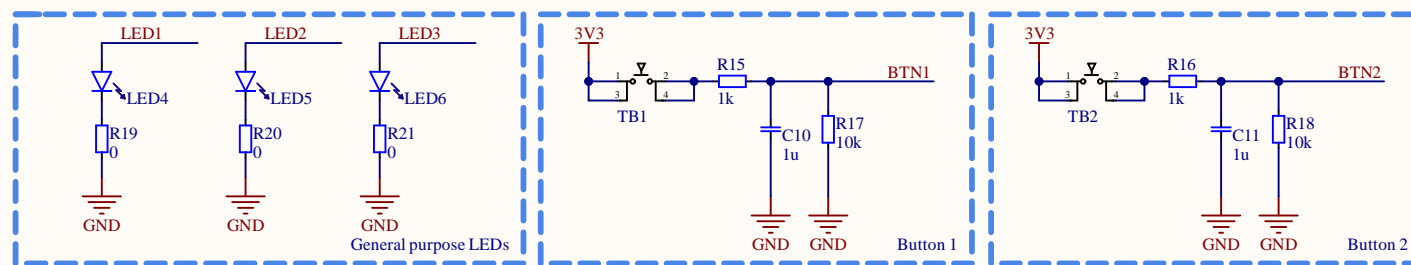 LED1
LED4
R19
0
GND
LED2
LED5
R20
0
GND
LED3
LED6
R21
0
GND
General purpose LEDs
3V3
1
3
2
4
TB1
R15
1k
C10
1u
R17
10k
BTN1
GND
GND
Button 1
3V3
1
3
2
4
TB2
R16
1k
C11
1u
R18
10k
BTN2
GND
GND
Button 2